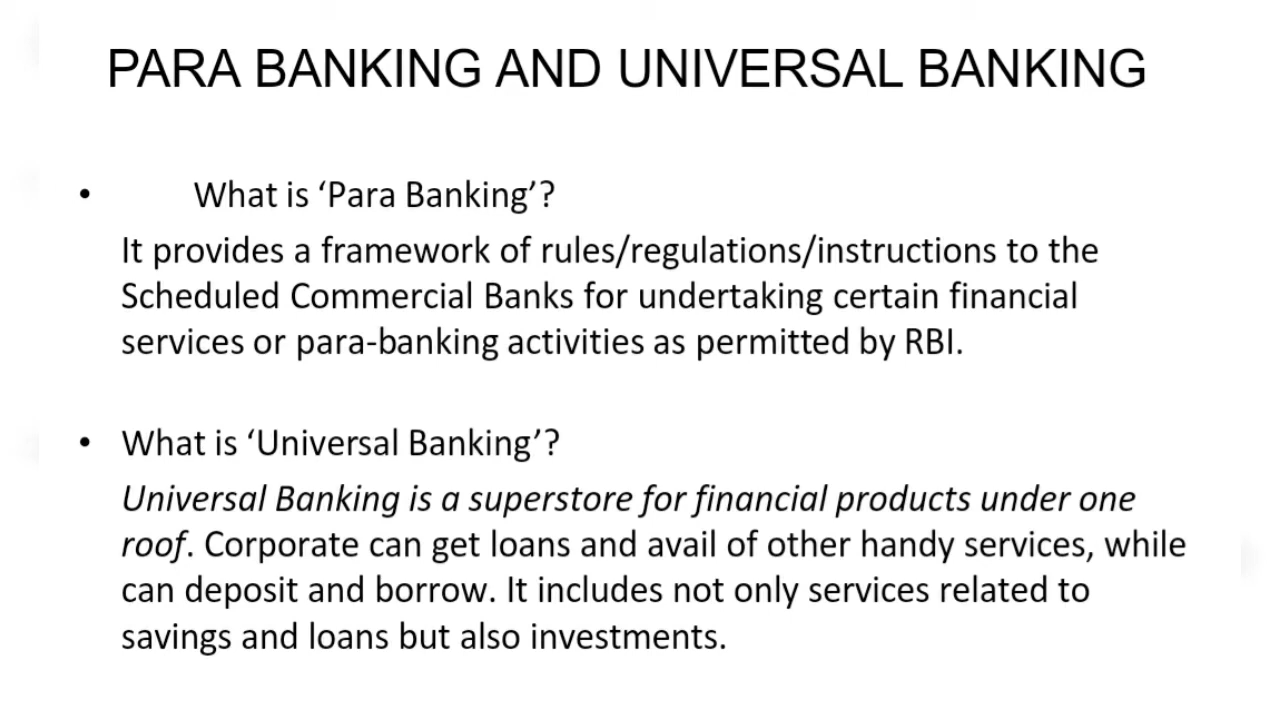 PARA BANKING AND UNIVERSAL BANKING
• What is ‘Para Banking’?
It provides a framework of rules/regulations/instructions to the
Scheduled Commercial Banks for undertaking certain financial
services or para-banking activities as permitted by RBI.
• What is ‘Universal Banking’?
Universal Banking is a superstore for financial products under one
roof. Corporate can get loans and avail of other handy services, while
can deposit and borrow. It includes not only services related to
savings and loans but also investments.